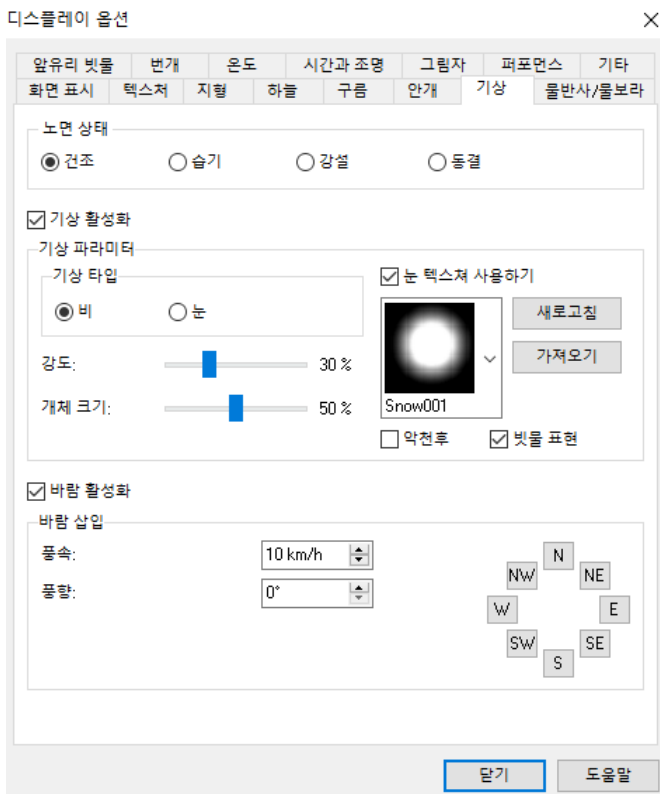 디스플레이 옵션
앞유리 빗물 번개 온도 시간과 조명 그림자 퍼포먼스 기타
화면 표시 텍스처 지형 하늘 구름 안개 기상 물반사/물보라
노면 상태
건조 습기 강설 동결
기상 활성화
기상 파라미터
기상 타입
비 눈
눈 텍스쳐 사용하기
새로고침
가져오기
Snow001
강도: 30 %
개체 크기: 50 %
악천후 빗물 표현
바람 활성화
바람 삽입
풍속: 10 km/h
풍향: 0°
N
NW NE
W E
SW SE
S
닫기 도움말